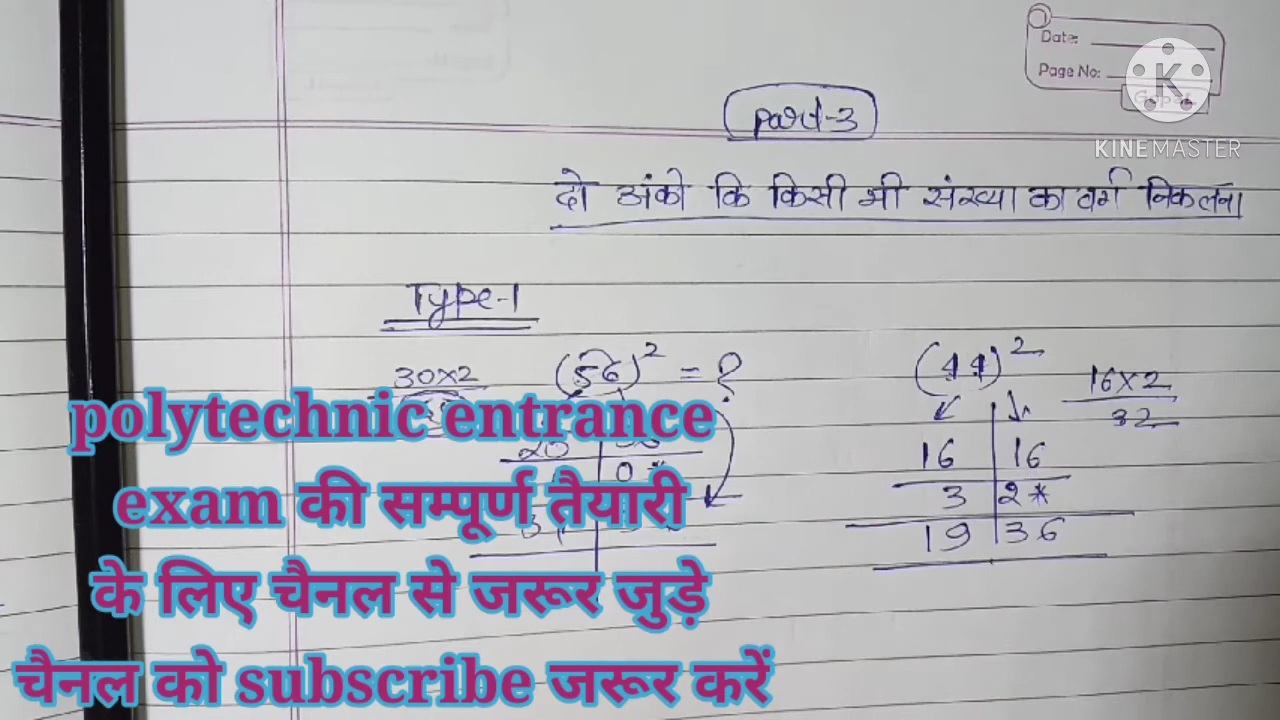 Date:
Page No:
Gopal
K
KINEMASTER
Part-3
दो अंको कि किसी भी संख्या का वर्ग निकलना
Type-1
30×2
(56)² = ?
(44)²
16×2
32
16 | 16
3 | 2*
19 | 36
polytechnic entrance
exam की सम्पूर्ण तैयारी
के लिए चैनल से जरूर जुड़े
चैनल को subscribe जरूर करें